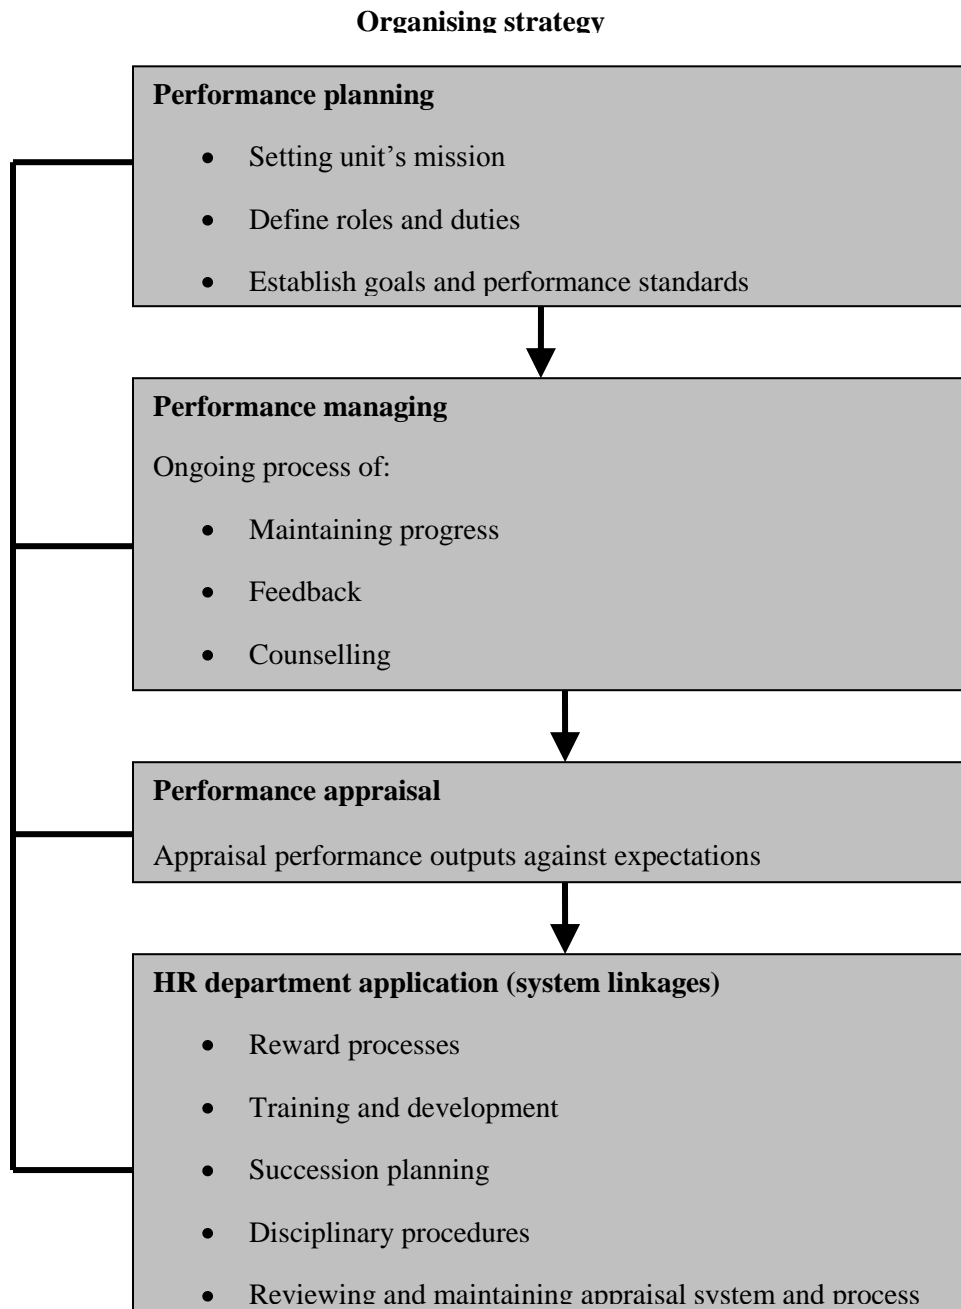 Organising strategy
Performance planning
• Setting unit’s mission
• Define roles and duties
• Establish goals and performance standards
Performance managing
Ongoing process of:
• Maintaining progress
• Feedback
• Counselling
Performance appraisal
Appraisal performance outputs against expectations
HR department application (system linkages)
• Reward processes
• Training and development
• Succession planning
• Disciplinary procedures
• Reviewing and maintaining appraisal system and process